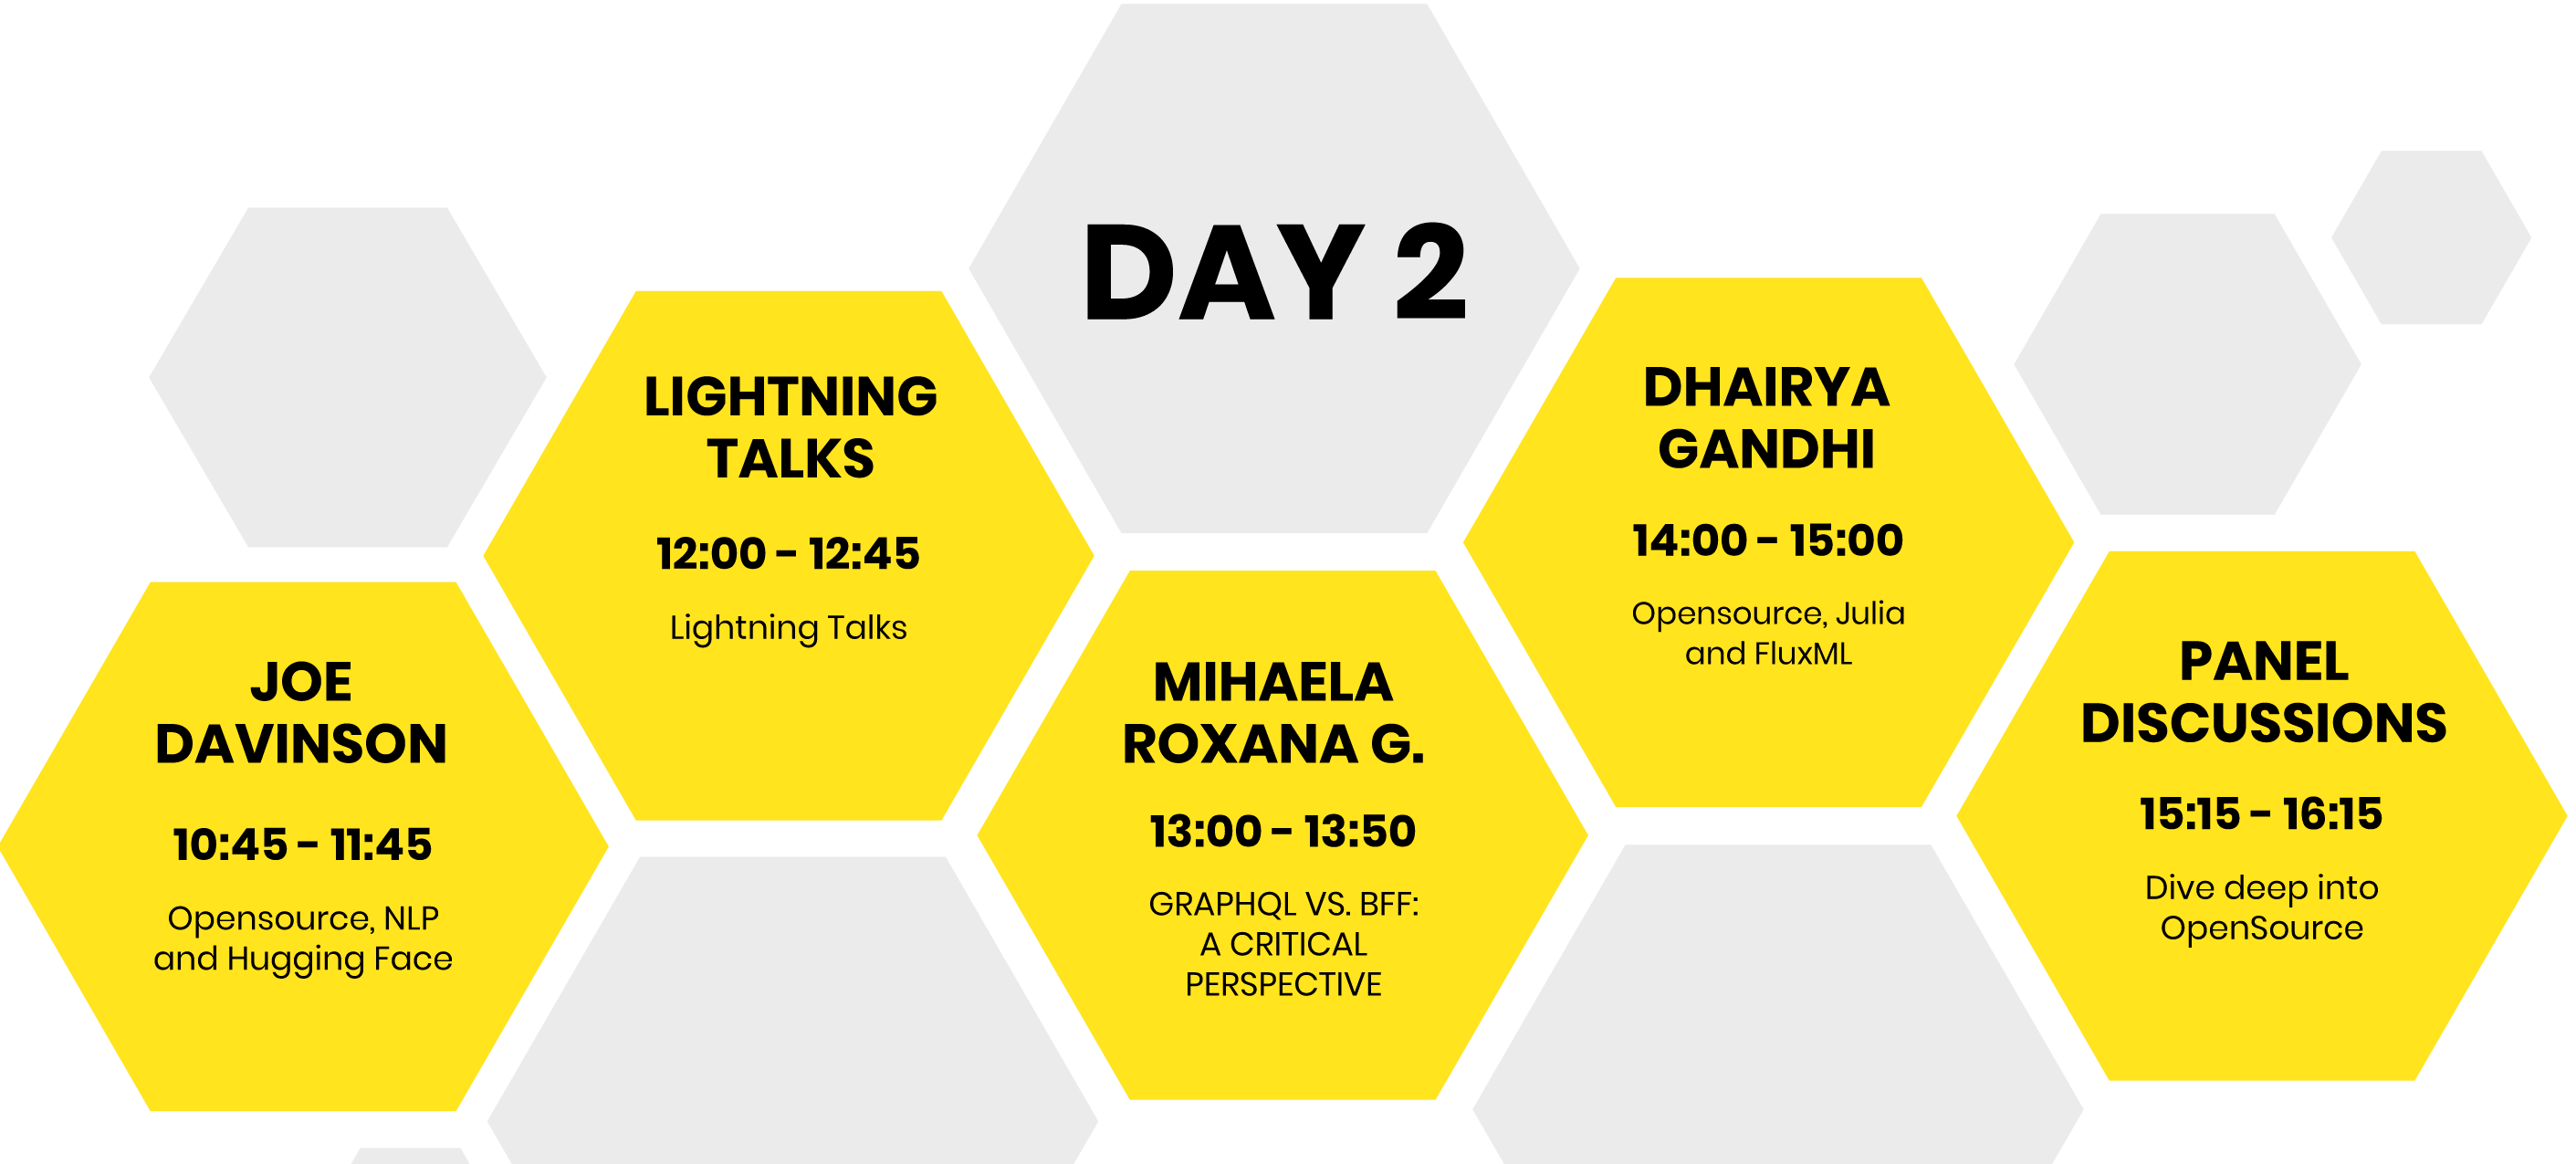 DAY 2
JOE
DAVINSON
10:45 - 11:45
Opensource, NLP
and Hugging Face
LIGHTNING
TALKS
12:00 - 12:45
Lightning Talks
MIHAELA
ROXANA G.
13:00 - 13:50
GRAPHQL VS. BFF:
A CRITICAL
PERSPECTIVE
DHAIRYA
GANDHI
14:00 - 15:00
Opensource, Julia
and FluxML
PANEL
DISCUSSIONS
15:15 - 16:15
Dive deep into
OpenSource